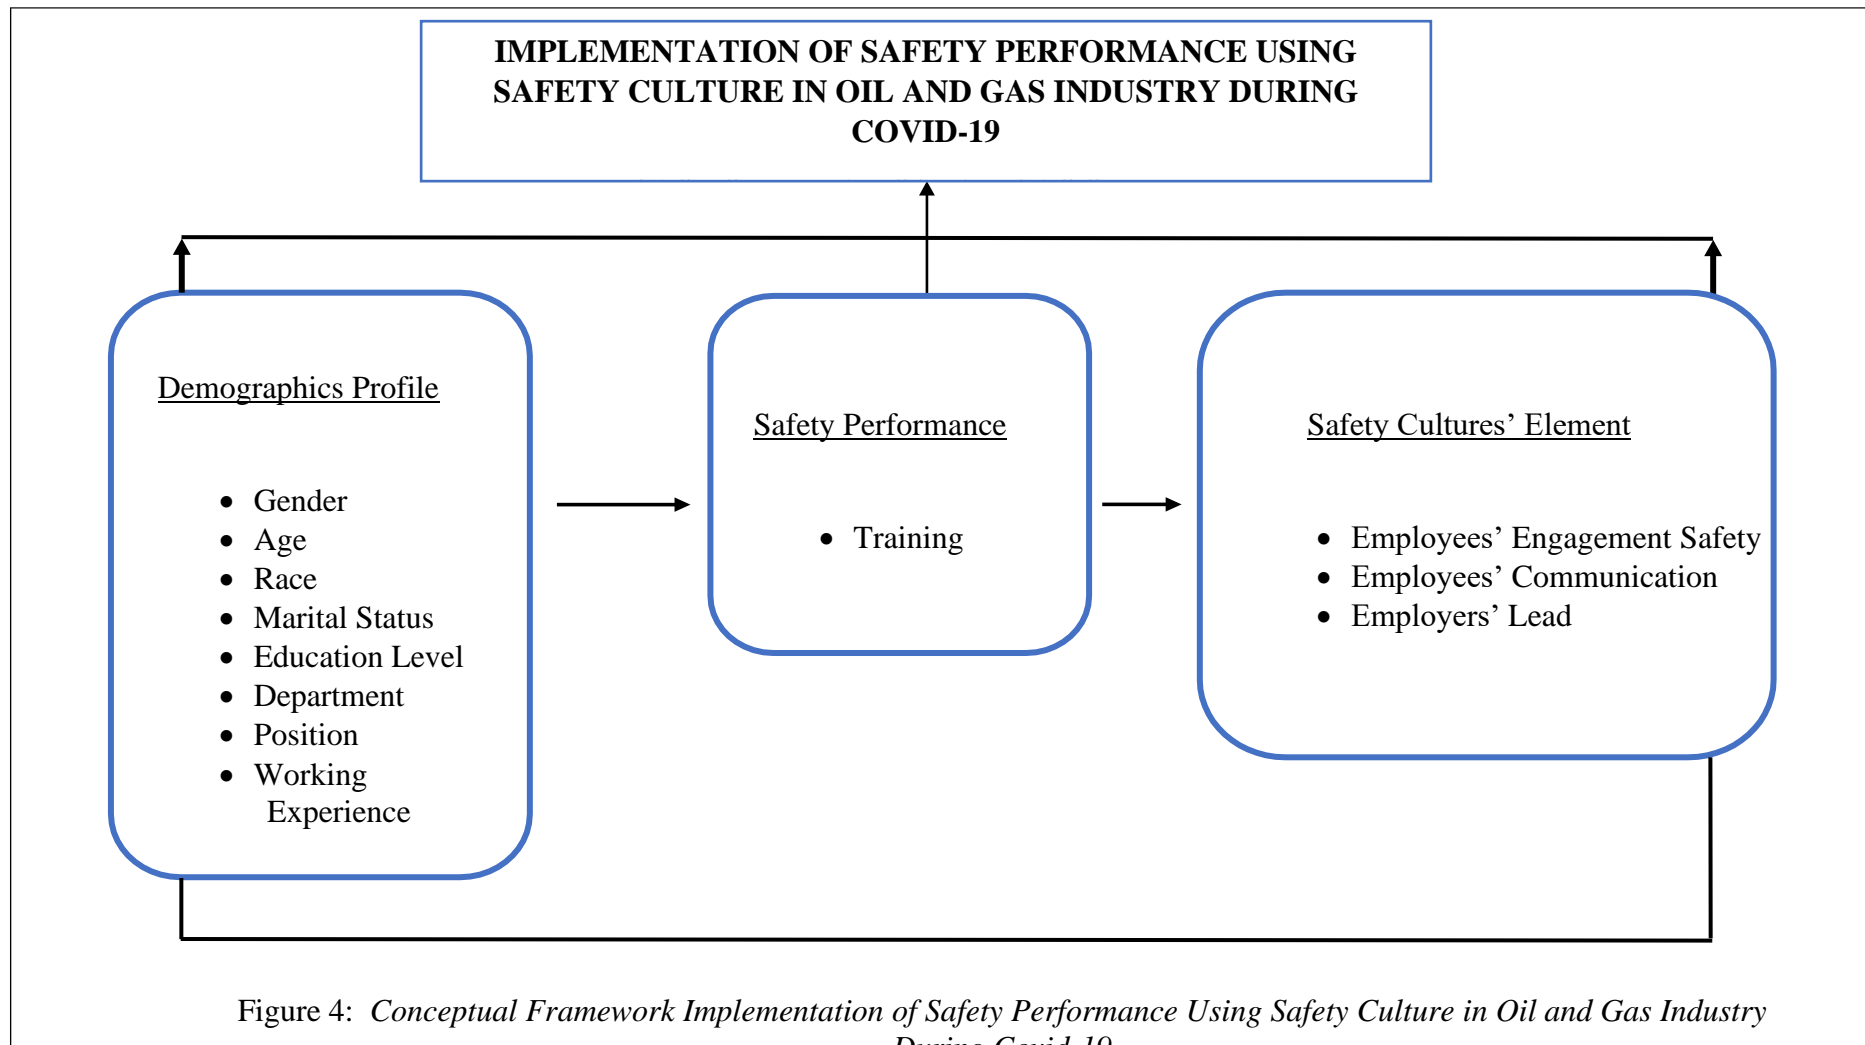 IMPLEMENTATION OF SAFETY PERFORMANCE USING
SAFETY CULTURE IN OIL AND GAS INDUSTRY DURING
COVID-19
Demographics Profile
• Gender
• Age
• Race
• Marital Status
• Education Level
• Department
• Position
• Working
Experience
Safety Performance
• Training
Safety Cultures’ Element
• Employees’ Engagement Safety
• Employees’ Communication
• Employers’ Lead
Figure 4: Conceptual Framework Implementation of Safety Performance Using Safety Culture in Oil and Gas Industry
During Covid-19